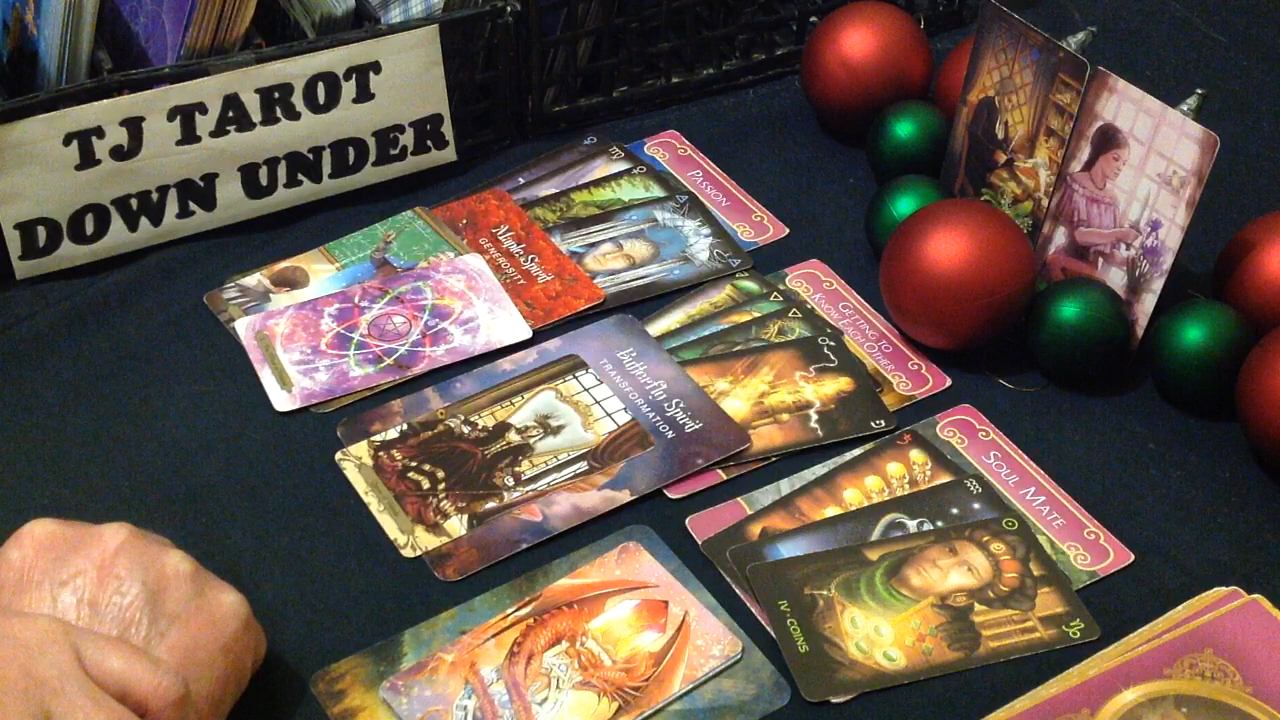 TJ TAROT
DOWN UNDER
PASSION
Maple Spirit
GENEROSITY
GETTING TO
KNOW EACH OTHER
Butterfly Spirit
TRANSFORMATION
SOUL MATE
IV · COINS